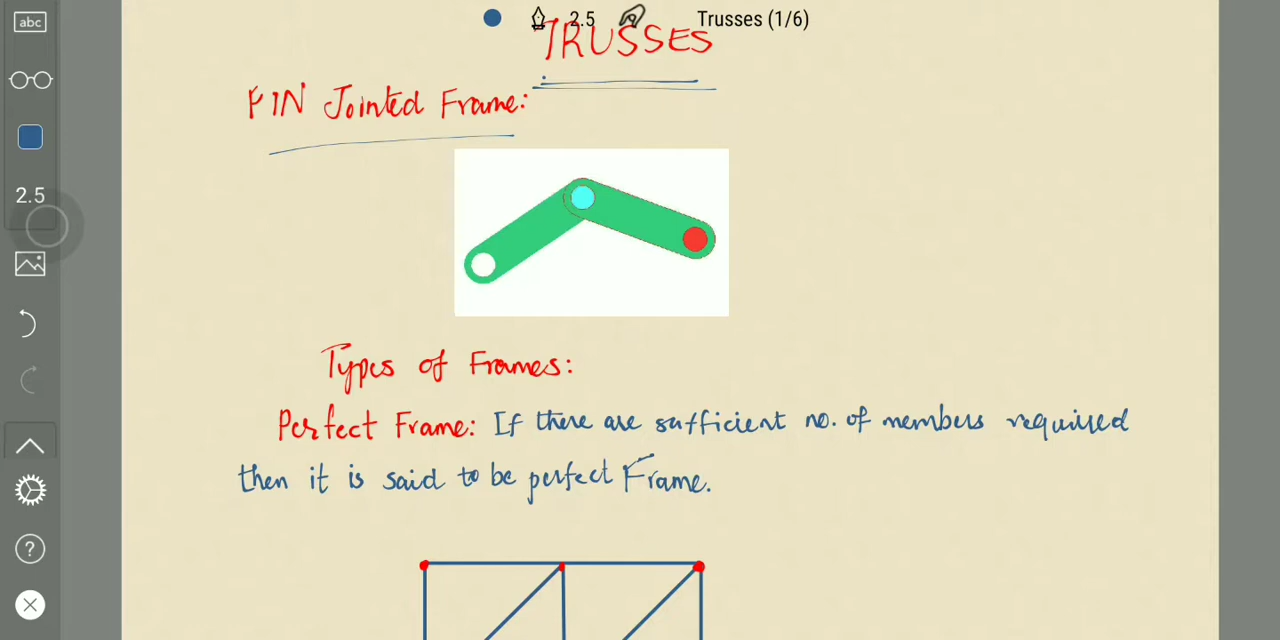 abc
2.5
Trusses (1/6)
TRUSSES
PIN Jointed Frame:
2.5
Types of Frames:
Perfect Frame: If there are sufficient no. of members required
then it is said to be perfect Frame.
?